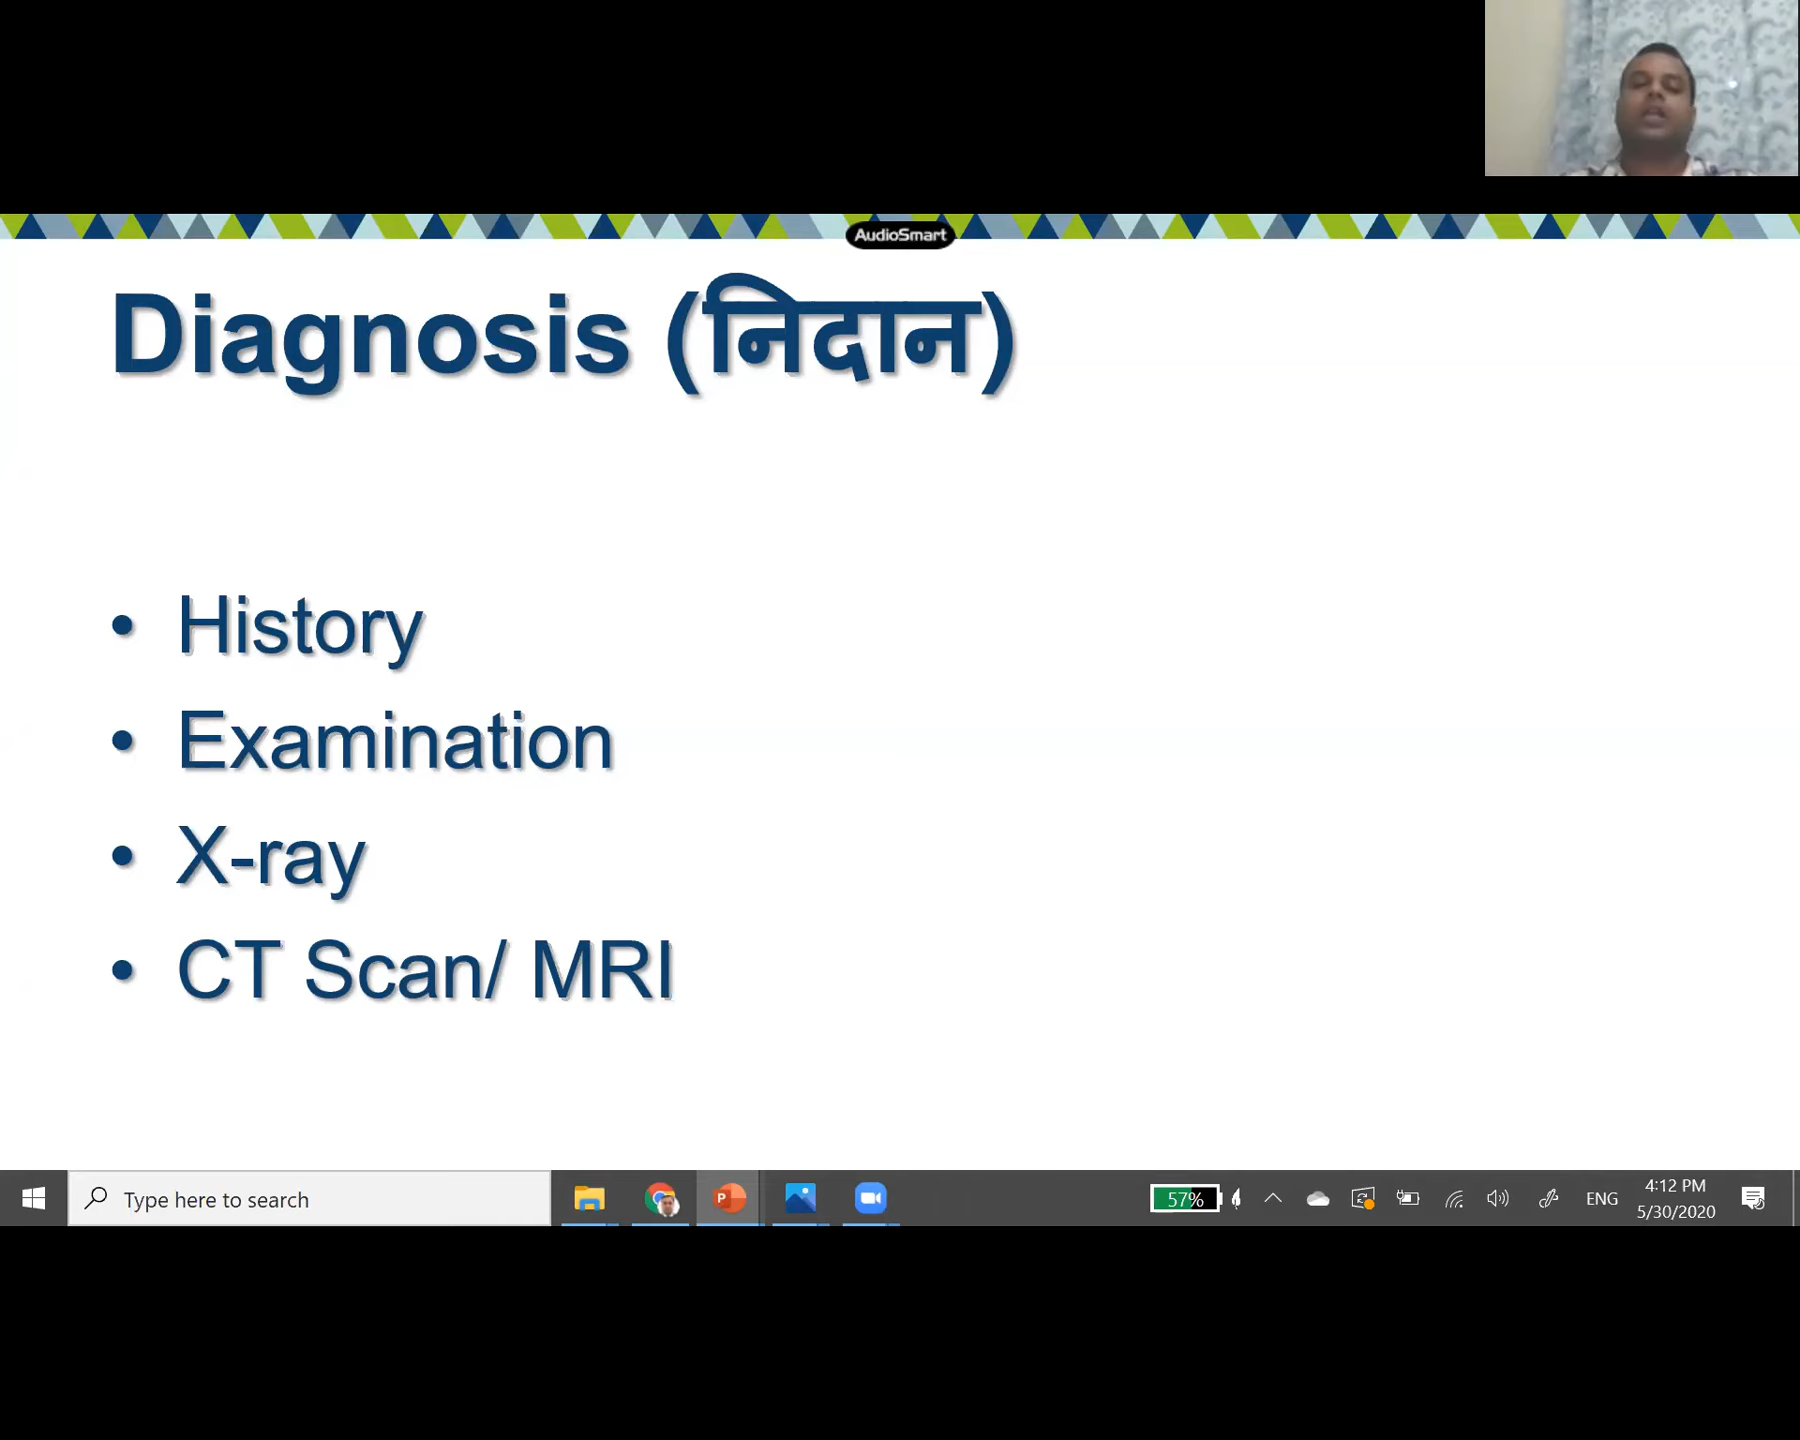 AudioSmart
Diagnosis (निदान)
• History
• Examination
• X-ray
• CT Scan/ MRI
Type here to search
57%
ENG
4:12 PM
5/30/2020